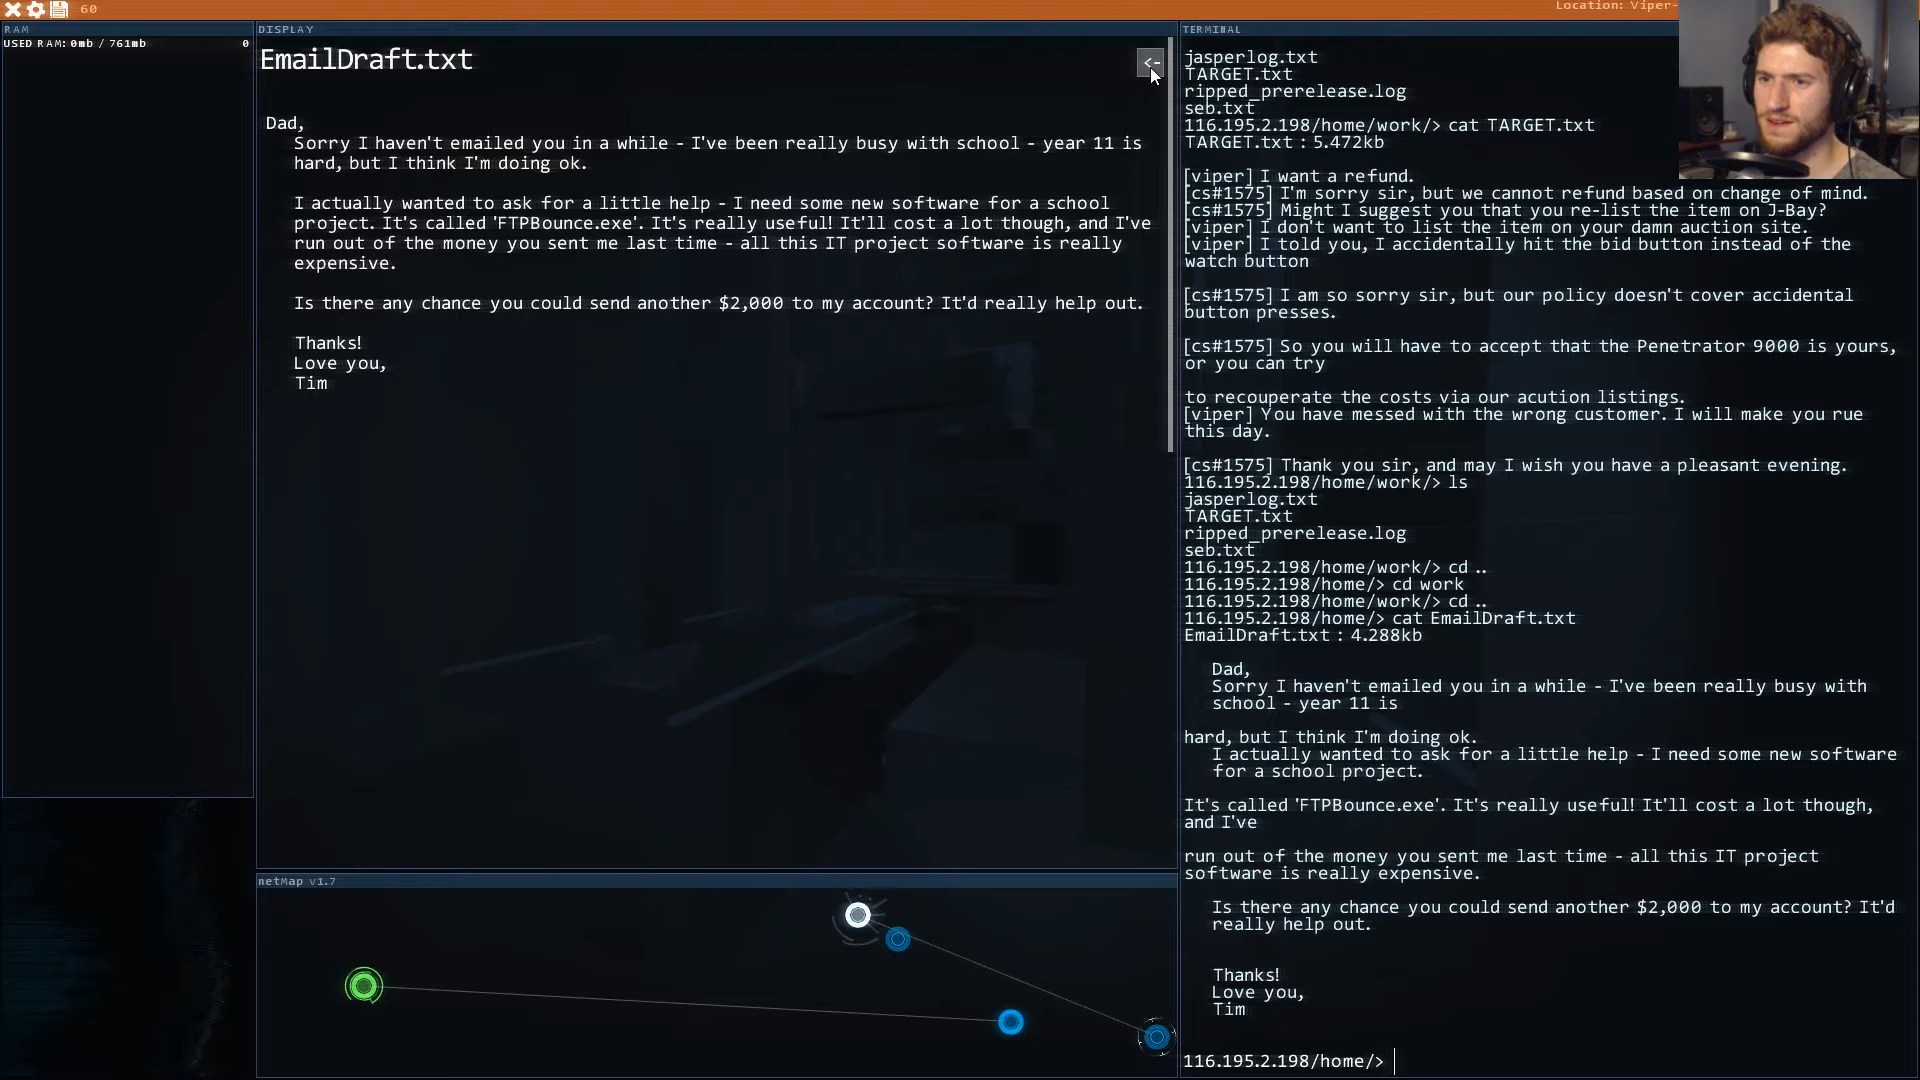 60
Location: Viper-
RAM
USED RAM: 0mb / 761mb
0
DISPLAY
EmailDraft.txt
<-
Dad,
Sorry I haven't emailed you in a while - I've been really busy with school - year 11 is
hard, but I think I'm doing ok.
I actually wanted to ask for a little help - I need some new software for a school
project. It's called 'FTPBounce.exe'. It's really useful! It'll cost a lot though, and I've
run out of the money you sent me last time - all this IT project software is really
expensive.
Is there any chance you could send another $2,000 to my account? It'd really help out.
Thanks!
Love you,
Tim
netMap v1.7
TERMINAL
jasperlog.txt
TARGET.txt
ripped_prerelease.log
seb.txt
116.195.2.198/home/work/> cat TARGET.txt
TARGET.txt : 5.472kb
[viper] I want a refund.
[cs#1575] I'm sorry sir, but we cannot refund based on change of mind.
[cs#1575] Might I suggest you that you re-list the item on J-Bay?
[viper] I don't want to list the item on your damn auction site.
[viper] I told you, I accidentally hit the bid button instead of the
watch button
[cs#1575] I am so sorry sir, but our policy doesn't cover accidental
button presses.
[cs#1575] So you will have to accept that the Penetrator 9000 is yours,
or you can try
to recouperate the costs via our acution listings.
[viper] You have messed with the wrong customer. I will make you rue
this day.
[cs#1575] Thank you sir, and may I wish you have a pleasant evening.
116.195.2.198/home/work/> ls
jasperlog.txt
TARGET.txt
ripped_prerelease.log
seb.txt
116.195.2.198/home/work/> cd ..
116.195.2.198/home/> cd work
116.195.2.198/home/work/> cd ..
116.195.2.198/home/> cat EmailDraft.txt
EmailDraft.txt : 4.288kb
Dad,
Sorry I haven't emailed you in a while - I've been really busy with
school - year 11 is
hard, but I think I'm doing ok.
I actually wanted to ask for a little help - I need some new software
for a school project.
It's called 'FTPBounce.exe'. It's really useful! It'll cost a lot though,
and I've
run out of the money you sent me last time - all this IT project
software is really expensive.
Is there any chance you could send another $2,000 to my account? It'd
really help out.
Thanks!
Love you,
Tim
116.195.2.198/home/>